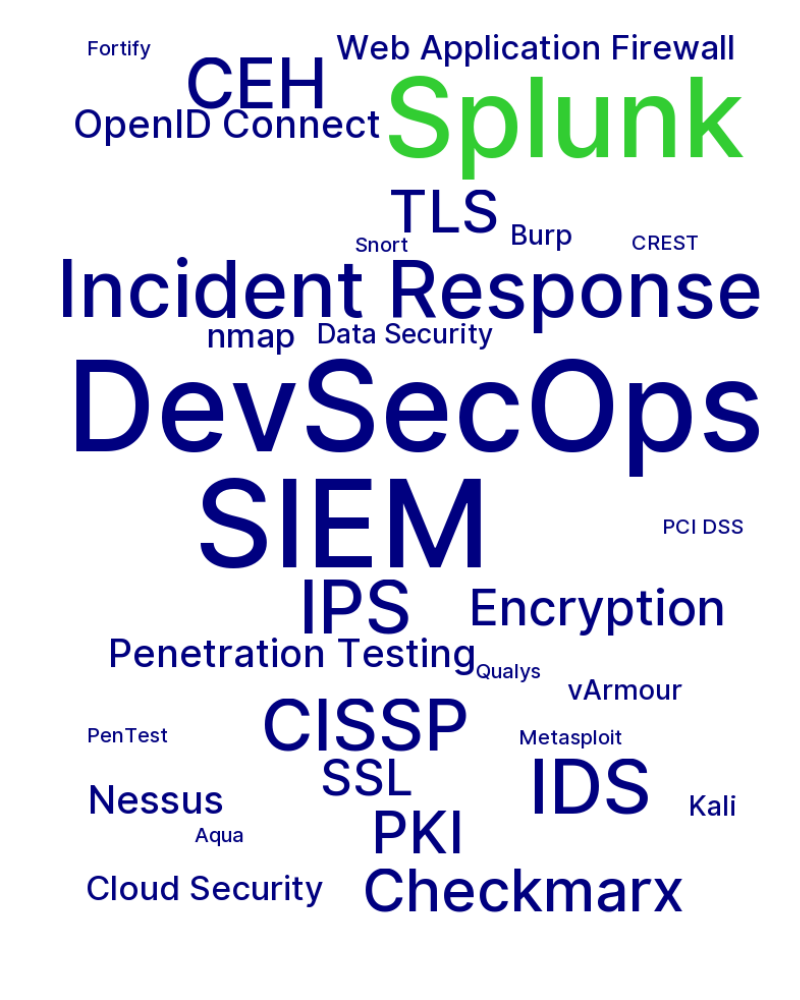 Fortify
Web Application Firewall
CEH
Splunk
OpenID Connect
TLS
Burp
Snort
CREST
Incident Response
nmap
Data Security
DevSecOps
SIEM
PCI DSS
IPS
Encryption
Penetration Testing
Qualys
vArmour
CISSP
PenTest
Metasploit
SSL
IDS
Nessus
Kali
Aqua
PKI
Cloud Security
Checkmarx